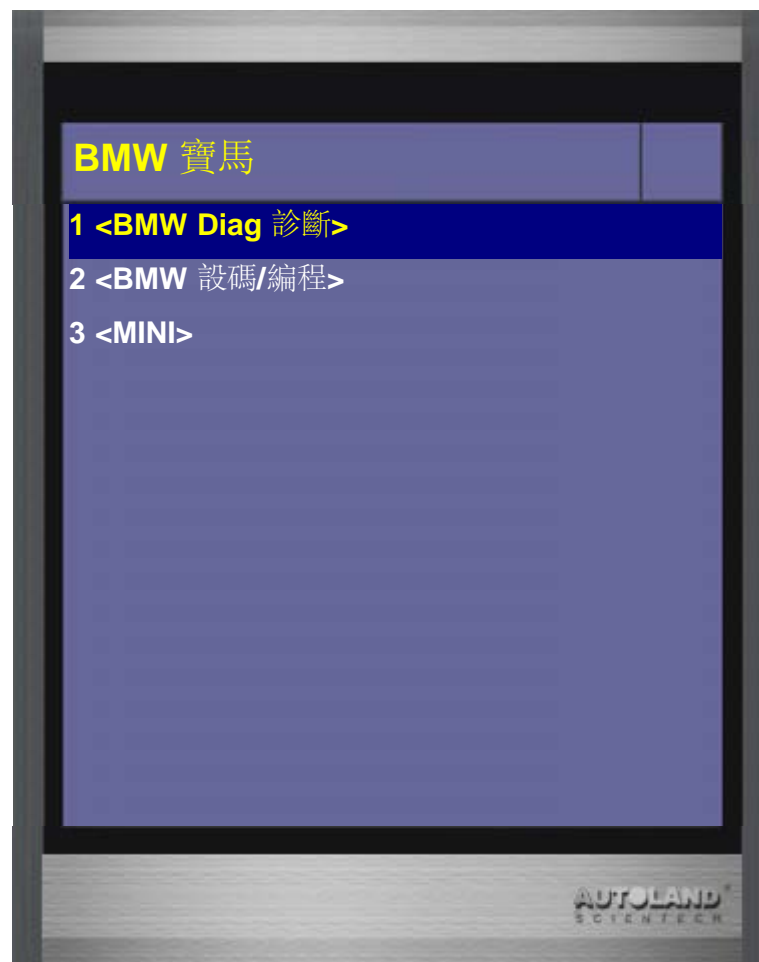 BMW 寶馬
1 <BMW Diag 診斷>
2 <BMW 設碼/編程>
3 <MINI>
AUTOLAND
SCIENTECH